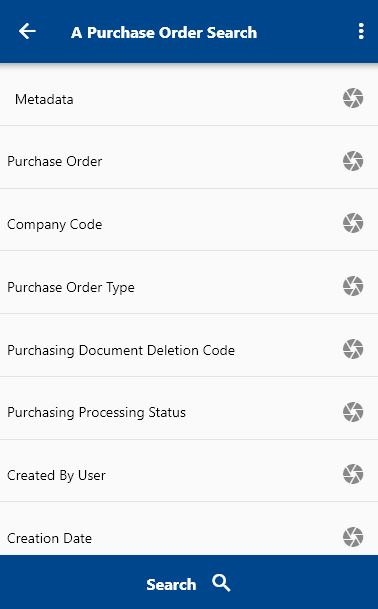 A Purchase Order Search
Metadata
Purchase Order
Company Code
Purchase Order Type
Purchasing Document Deletion Code
Purchasing Processing Status
Created By User
Creation Date
Search